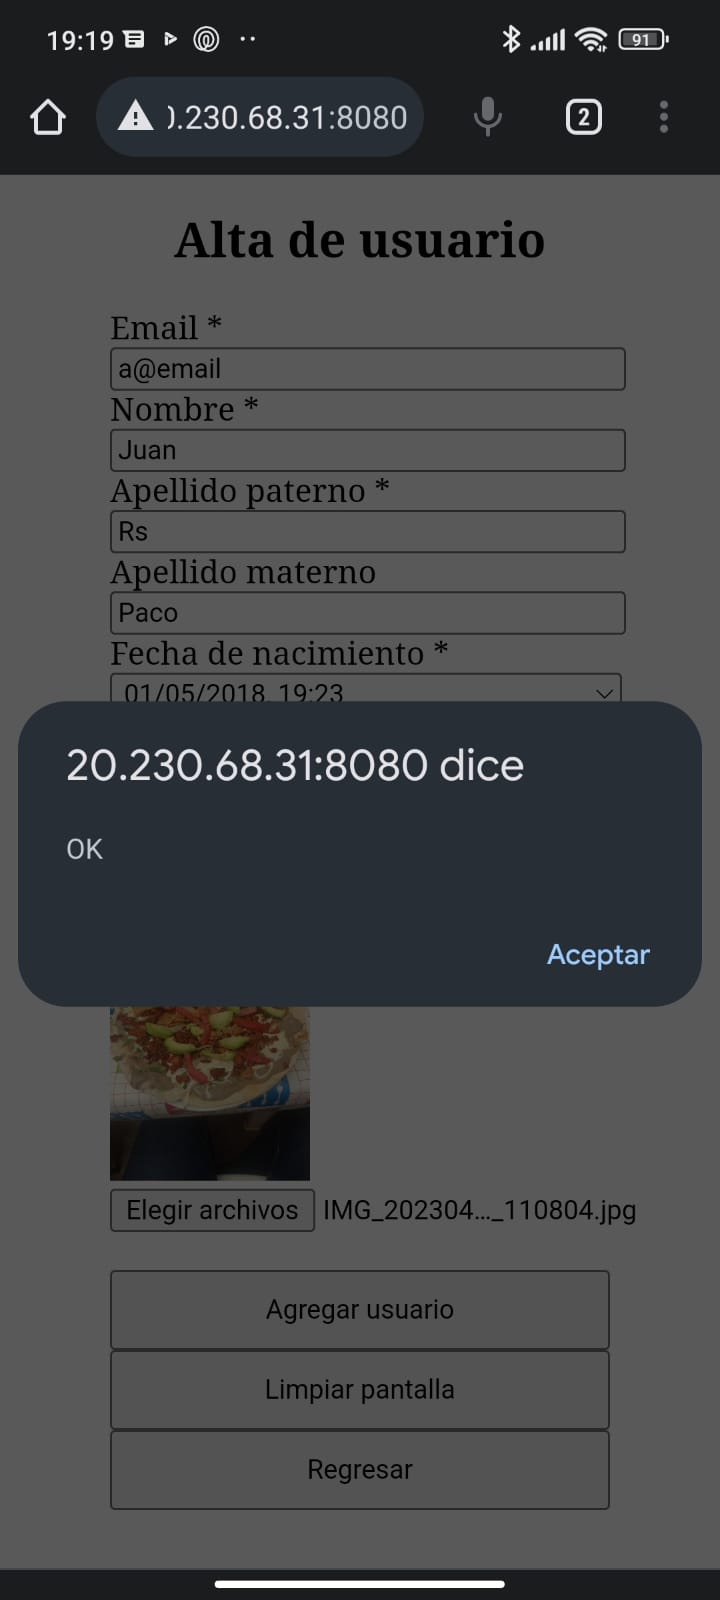 19:19
91
).230.68.31:8080
2
Alta de usuario
Email *
a@email
Nombre *
Juan
Apellido paterno *
Rs
Apellido materno
Paco
Fecha de nacimiento *
01/05/2018, 19:23
20.230.68.31:8080 dice
OK
Aceptar
Elegir archivos IMG_202304..._110804.jpg
Agregar usuario
Limpiar pantalla
Regresar